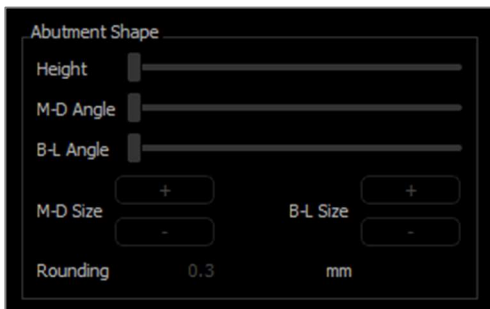 Abutment Shape
Height
M-D Angle
B-L Angle
+ +
M-D Size B-L Size
- -
Rounding 0.3 mm